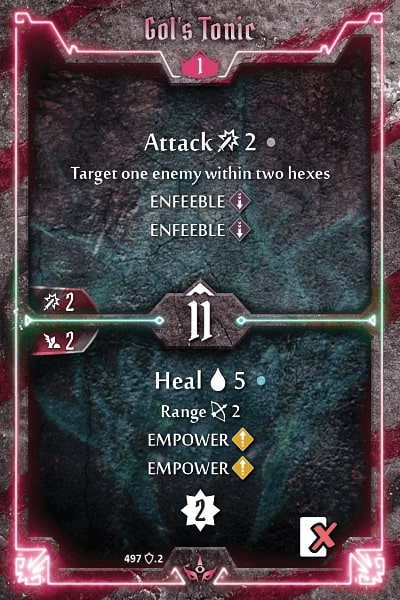 Gol's Tonic
1
Attack 2
Target one enemy within two hexes
ENFEEBLE
ENFEEBLE
2
11
2
Heal 5
Range 2
EMPOWER
EMPOWER
2
497 .2